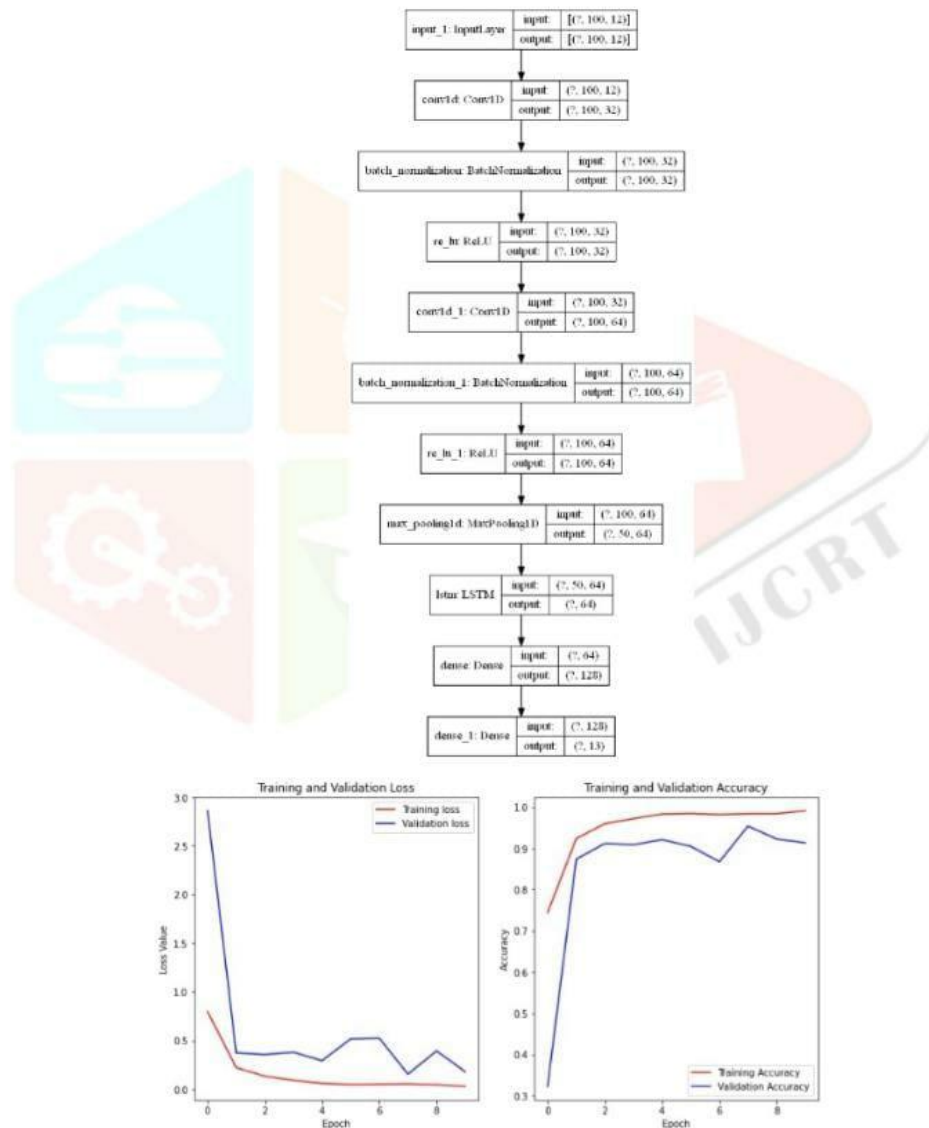 input_1: InputLayer input: [(?, 100, 12)]
output: [(?, 100, 12)]
conv1d: Conv1D input: (?, 100, 12)
output: (?, 100, 32)
batch_normalization: BatchNormalization input: (?, 100, 32)
output: (?, 100, 32)
re_lu: ReLU input: (?, 100, 32)
output: (?, 100, 32)
conv1d_1: Conv1D input: (?, 100, 32)
output: (?, 100, 64)
batch_normalization_1: BatchNormalization input: (?, 100, 64)
output: (?, 100, 64)
re_lu_1: ReLU input: (?, 100, 64)
output: (?, 100, 64)
max_pooling1d: MaxPooling1D input: (?, 100, 64)
output: (?, 50, 64)
lstm: LSTM input: (?, 50, 64)
output: (?, 64)
dense: Dense input: (?, 64)
output: (?, 128)
dense_1: Dense input: (?, 128)
output: (?, 13)
IJCRT
Training and Validation Loss
Training loss
Validation loss
3.0
2.5
2.0
1.5
1.0
0.5
0.0
Loss Value
0 2 4 6 8
Epoch
Training and Validation Accuracy
1.0
0.9
0.8
0.7
0.6
0.5
0.4
0.3
Accuracy
Training Accuracy
Validation Accuracy
0 2 4 6 8
Epoch